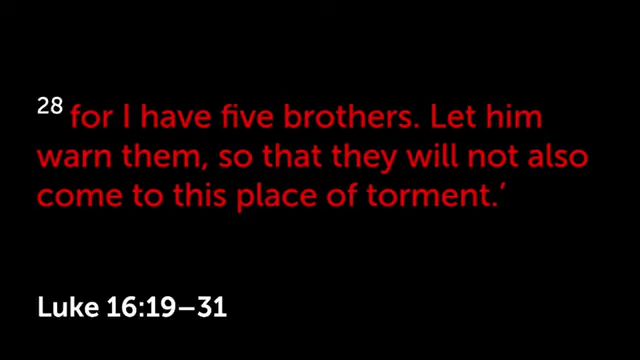 28 for I have five brothers. Let him
warn them, so that they will not also
come to this place of torment.’
Luke 16:19–31